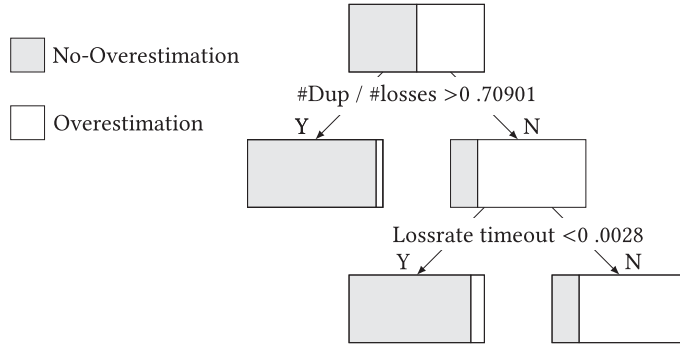 No-Overestimation
Overestimation
#Dup / #losses >0 .70901
Y
N
Lossrate timeout <0 .0028
Y
N